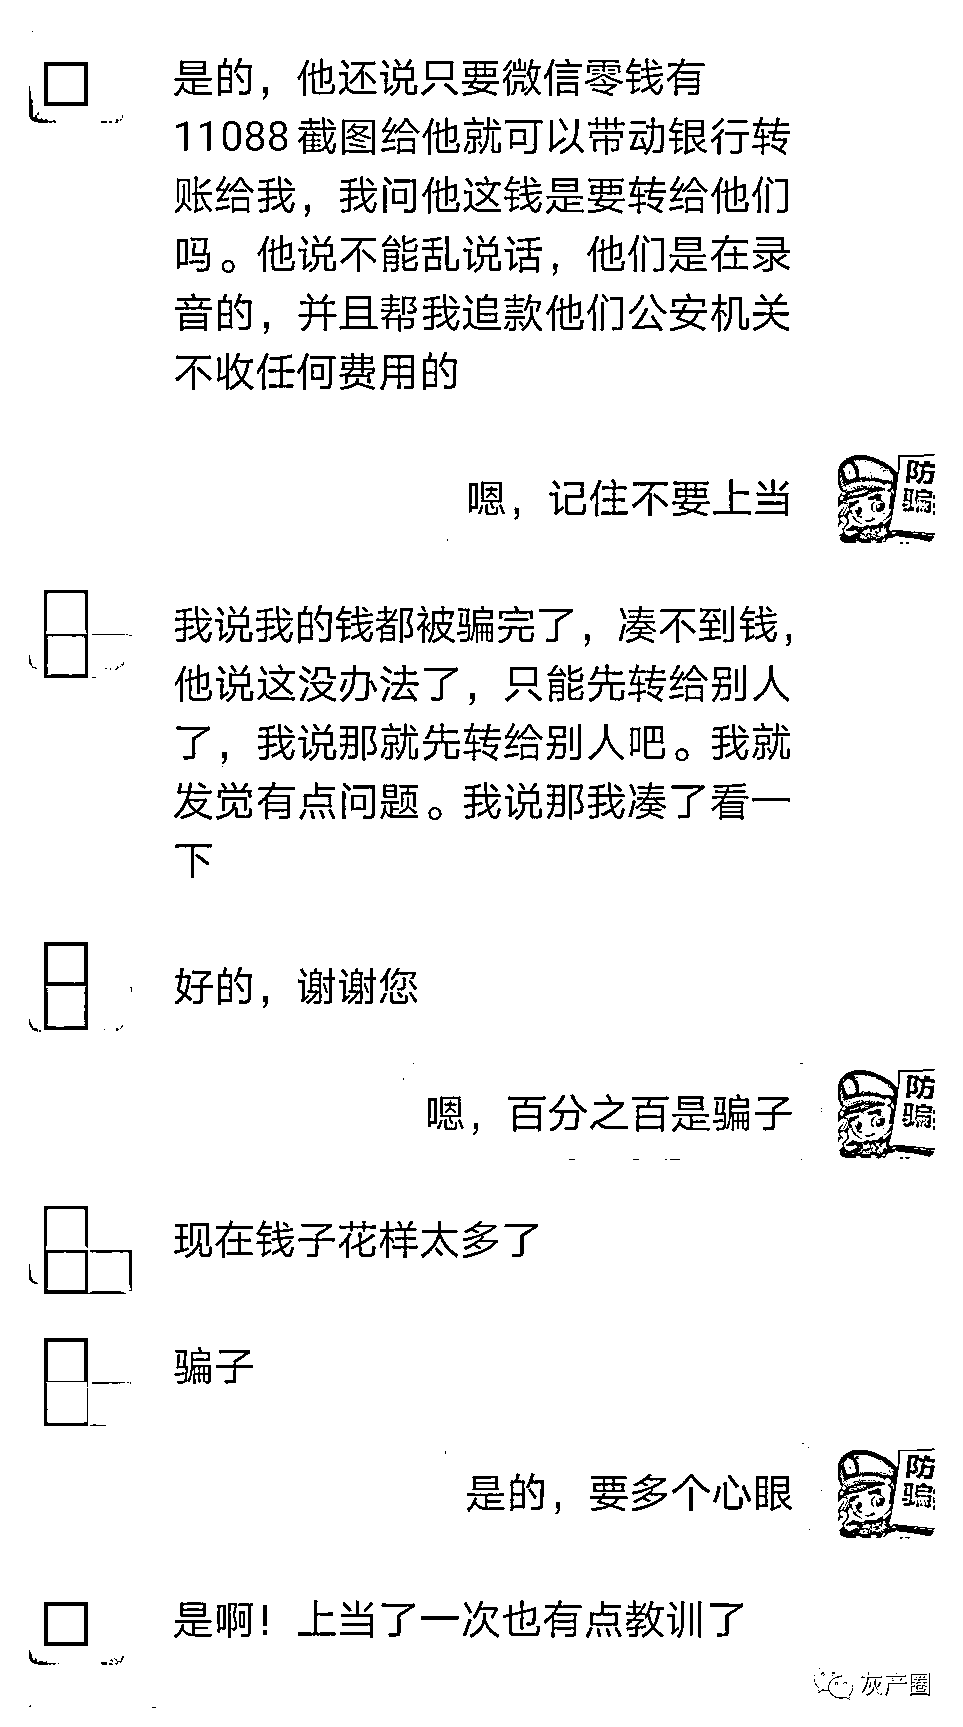 是的，他还说只要微信零钱有
11088截图给他就可以带动银行转
账给我，我问他这钱是要转给他们
吗。他说不能乱说话，他们是在录
音的，并且帮我追款他们公安机关
不收任何费用的
嗯，记住不要上当
防
骗
我说我的钱都被骗完了，凑不到钱，
他说这没办法了，只能先转给别人
了，我说那就先转给别人吧。我就
发觉有点问题。我说那我凑了看一
下
好的，谢谢您
嗯，百分之百是骗子
防
骗
现在钱子花样太多了
骗子
是的，要多个心眼
防
骗
是啊！上当了一次也有点教训了
灰产圈